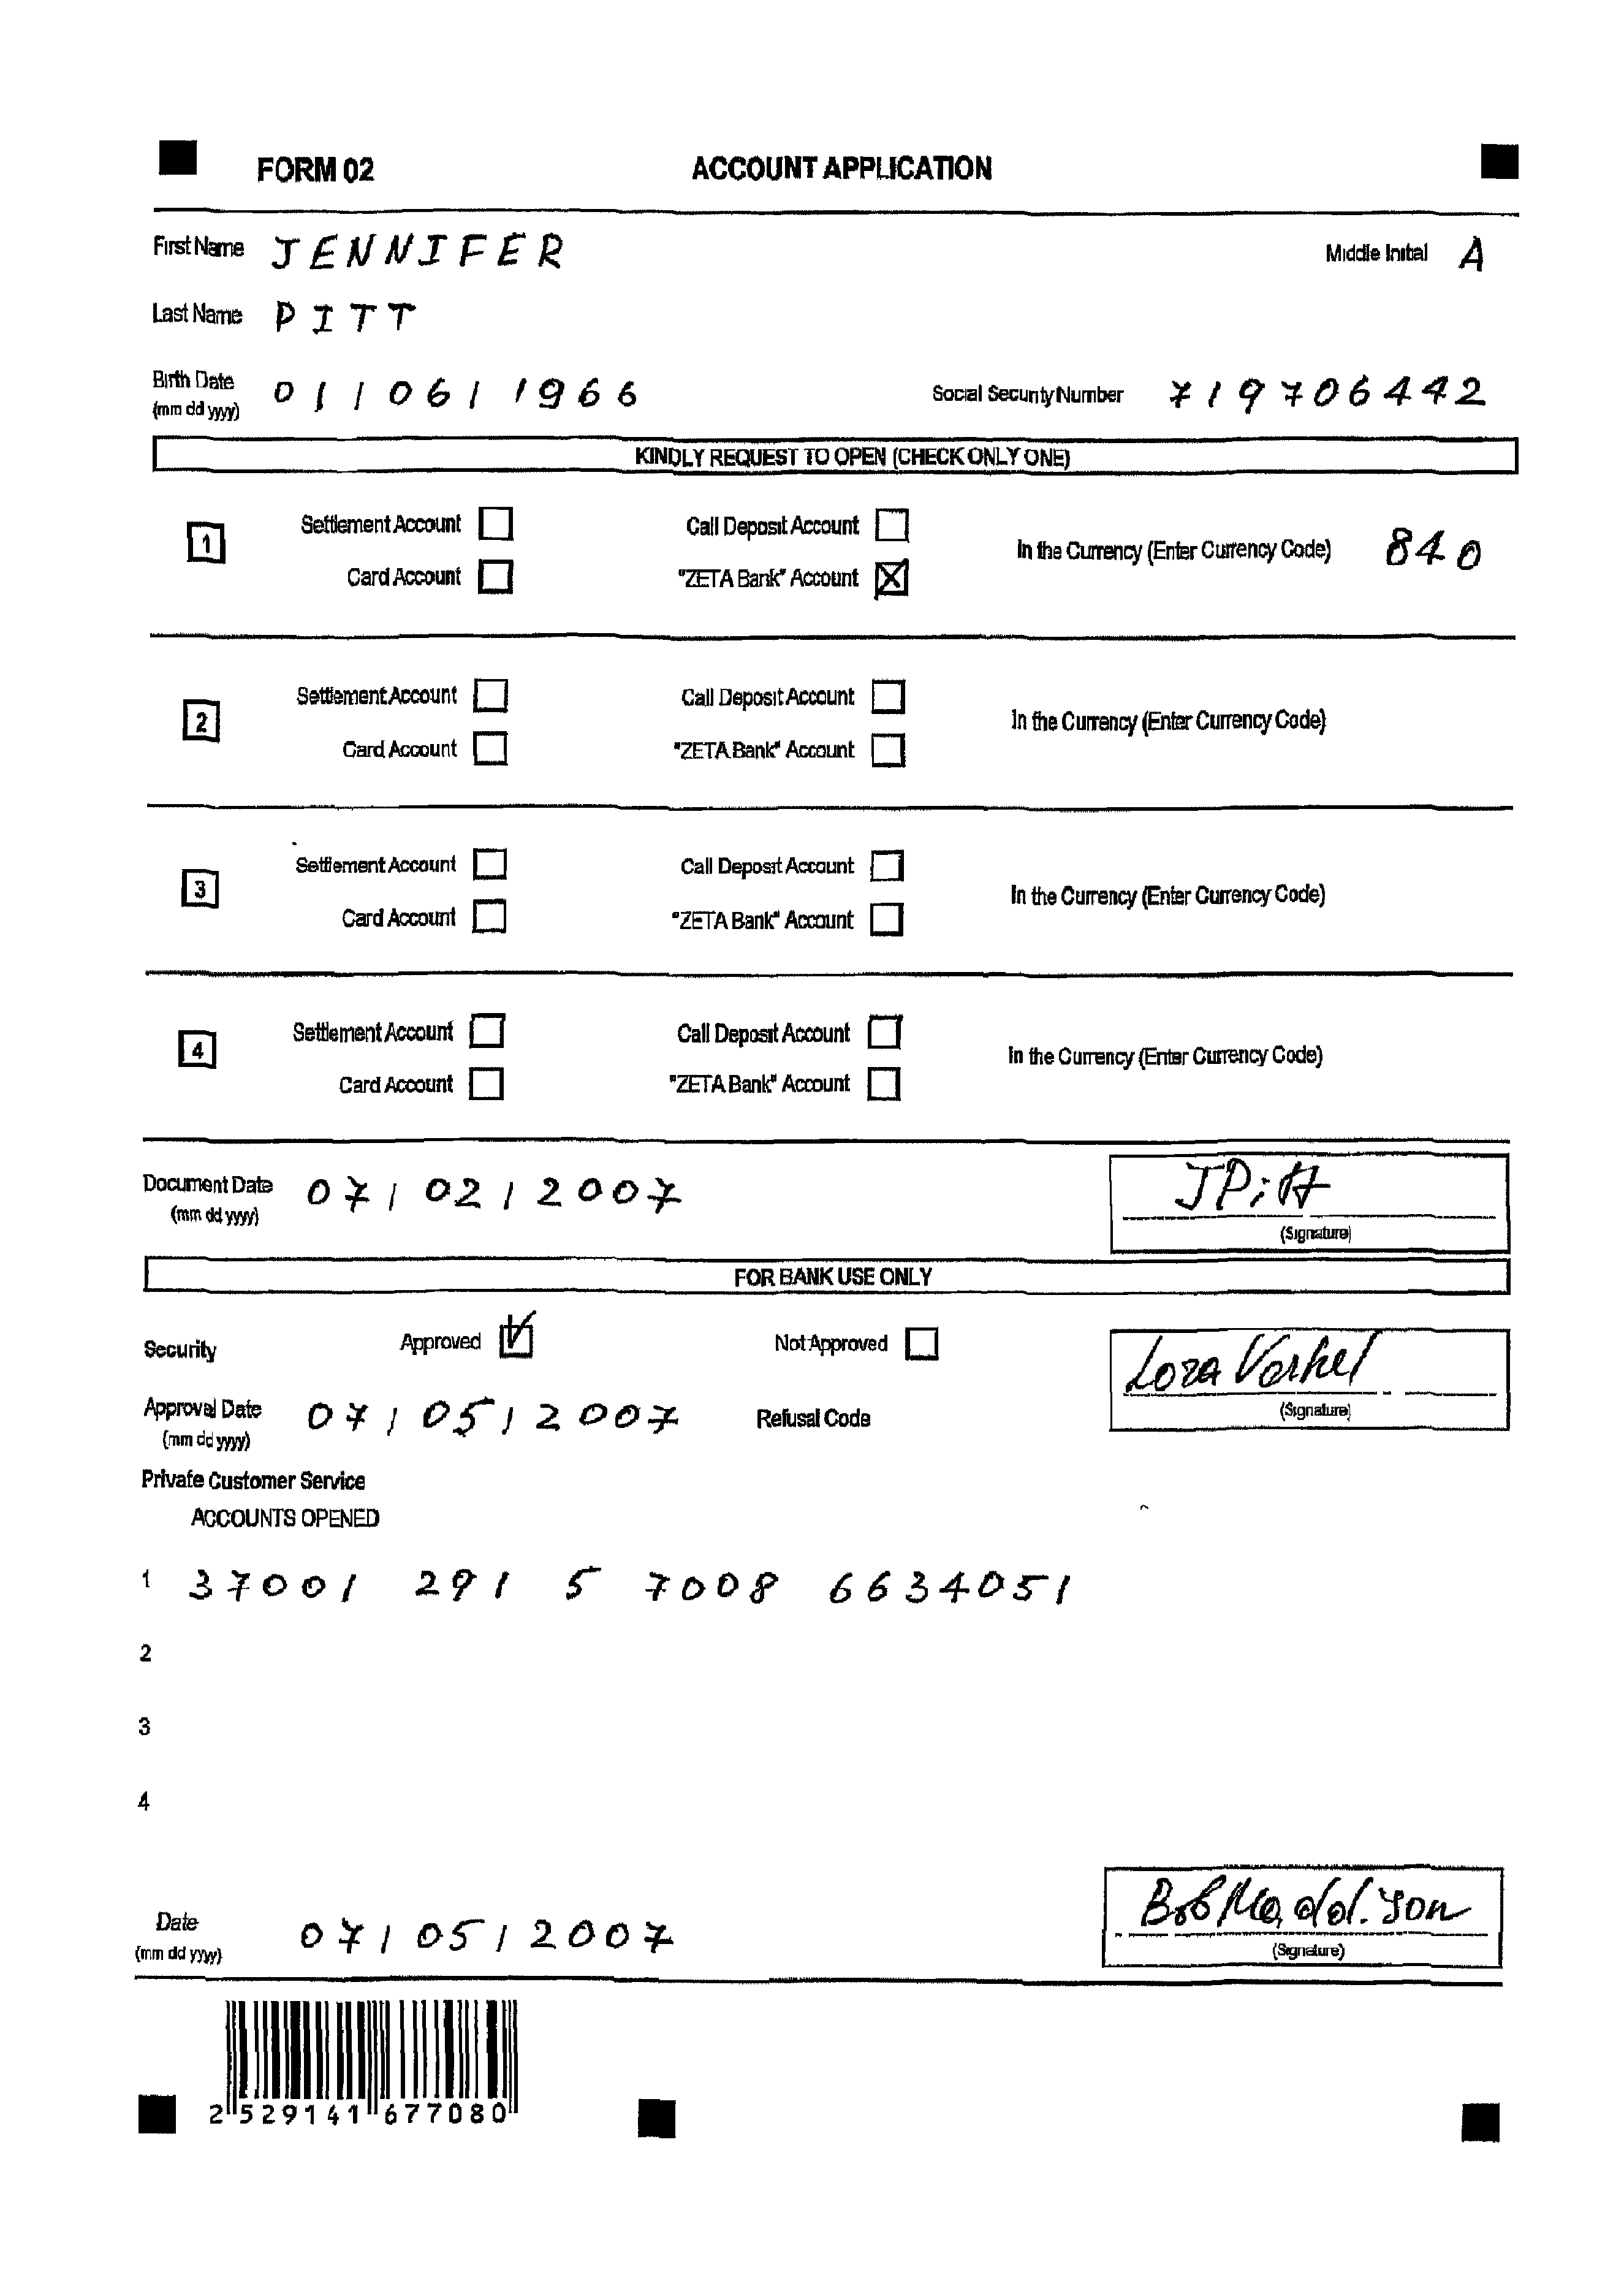 FORM 02 ACCOUNT APPLICATION
First Name JENNIFER Middle Initial A
Last Name PITT
Birth Date (mm dd yyyy) 01/06/1966 Social Security Number 719706442
KINDLY REQUEST TO OPEN (CHECK ONLY ONE)
1 Settlement Account Call Deposit Account In the Currency (Enter Currency Code) 840
Card Account "ZETA Bank" Account
2 Settlement Account Call Deposit Account In the Currency (Enter Currency Code)
Card Account "ZETA Bank" Account
3 Settlement Account Call Deposit Account In the Currency (Enter Currency Code)
Card Account "ZETA Bank" Account
4 Settlement Account Call Deposit Account In the Currency (Enter Currency Code)
Card Account "ZETA Bank" Account
Document Date 07/02/2007 JPitt
(mm dd yyyy) (Signature)
FOR BANK USE ONLY
Security Approved Not Approved Loza Verhel
Approval Date 07/05/2007 Refusal Code (Signature)
(mm dd yyyy)
Private Customer Service
ACCOUNTS OPENED
1 37001 291 5 7008 6634051
2
3
4
Date 07/05/2007 Bob Maddison
(mm dd yyyy) (Signature)
2 529141 677080